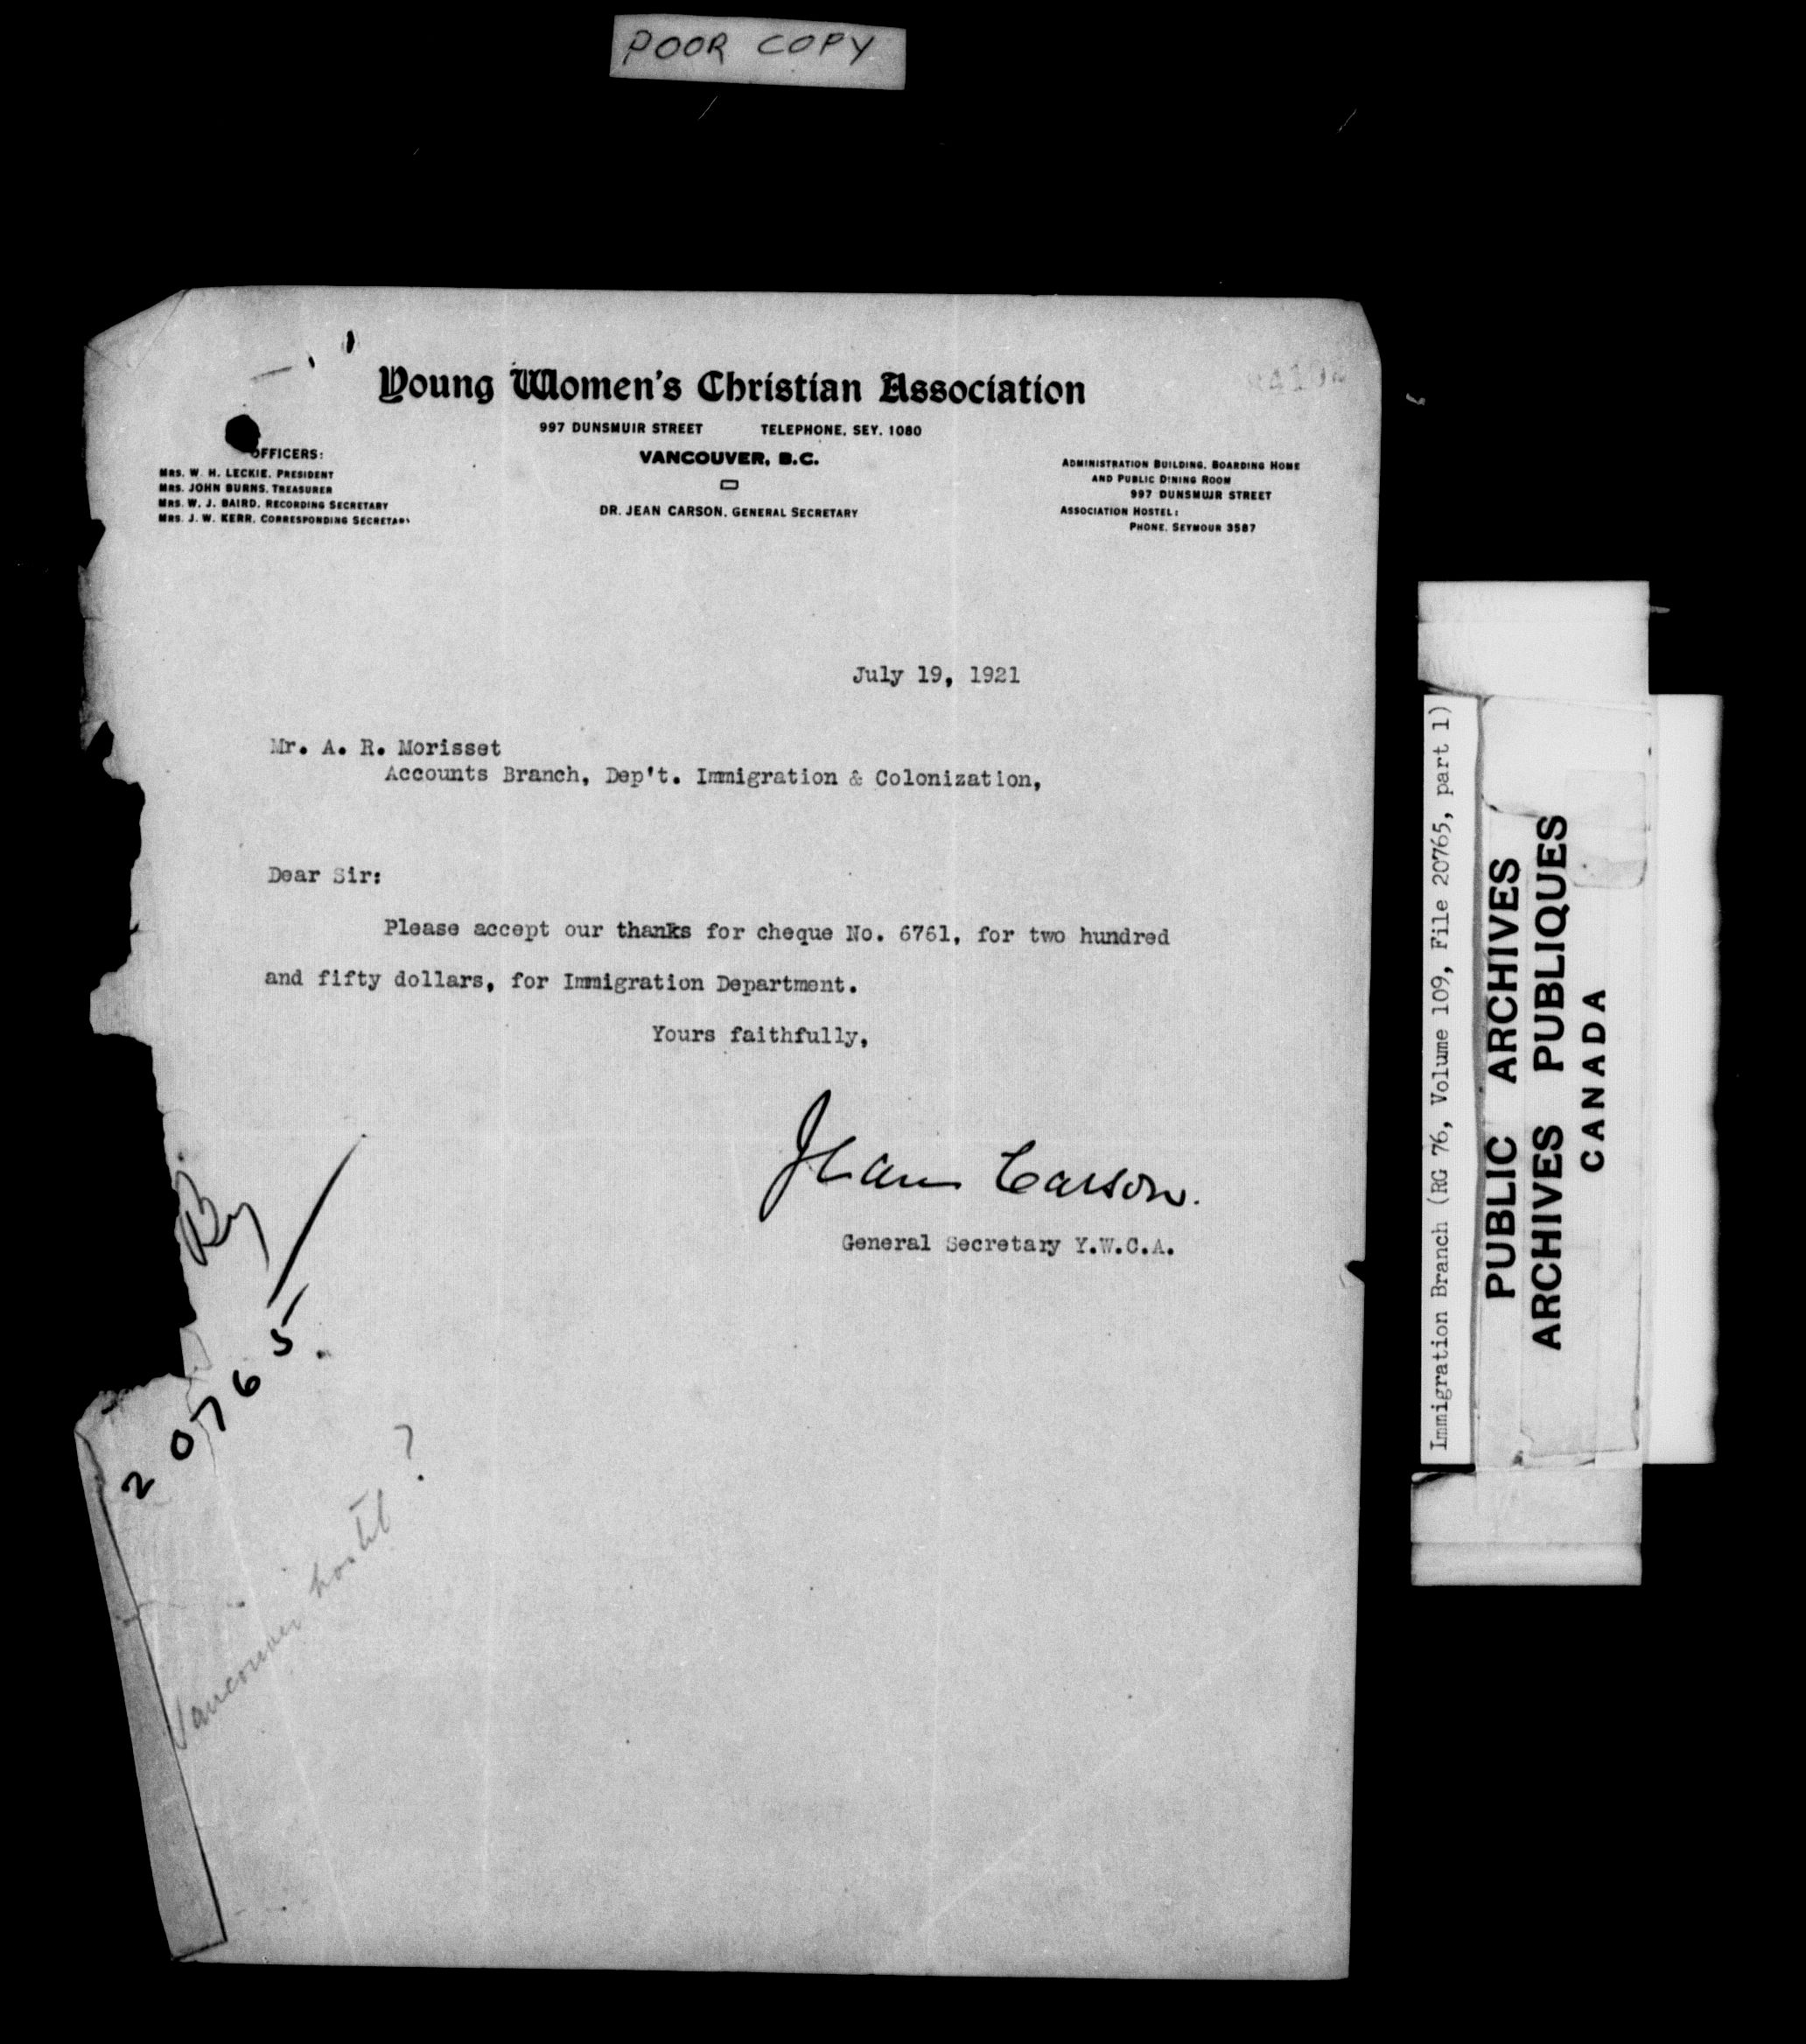 POOR COPY
Young Women's Christian Association
997 DUNSMUIR STREET TELEPHONE, SEY. 1080
VANCOUVER, B.C.
DR. JEAN CARSON, GENERAL SECRETARY
OFFICERS:
MRS. W. H. LECKIE, PRESIDENT
MRS. JOHN BURNS, TREASURER
MRS. W. J. BAIRD, RECORDING SECRETARY
MRS. J. W. KERR, CORRESPONDING SECRETARY
ADMINISTRATION BUILDING, BOARDING HOME
AND PUBLIC DINING ROOM
997 DUNSMUIR STREET
ASSOCIATION HOSTEL:
PHONE, SEYMOUR 3587
July 19, 1921
Mr. A. R. Morisset
Accounts Branch, Dep't. Immigration & Colonization,
Dear Sir:
Please accept our thanks for cheque No. 6761, for two hundred
and fifty dollars, for Immigration Department.
Yours faithfully,
Jean Carson.
General Secretary Y.W.C.A.
20765
Vancouver hostel ?
Immigration Branch (RG 76, Volume 109, File 20765, part 1)
PUBLIC ARCHIVES
ARCHIVES PUBLIQUES
CANADA